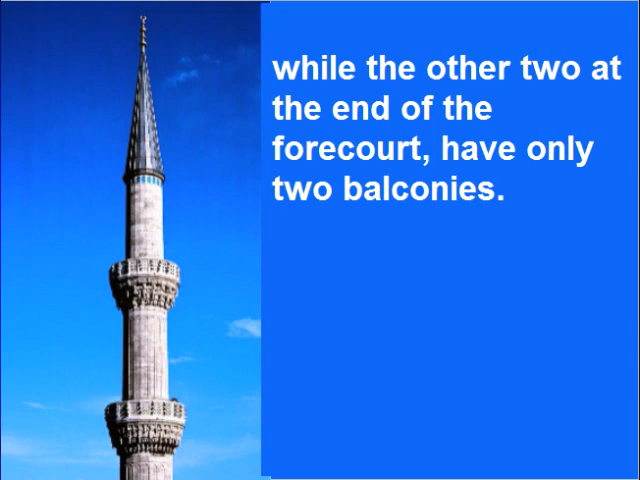 while the other two at
the end of the
forecourt, have only
two balconies.